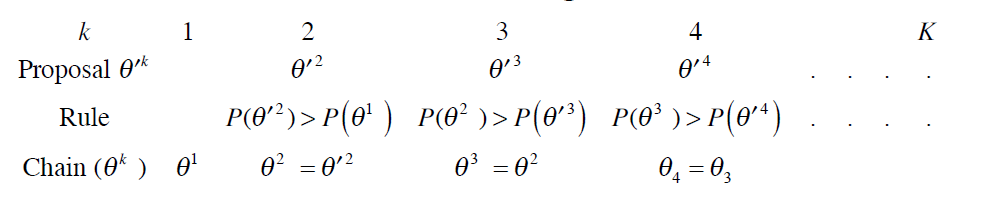 k 1 2 3 4 K
Proposal θ′ᵏ θ′² θ′³ θ′⁴ . . . .
Rule P(θ′²)> P(θ¹ ) P(θ² )> P(θ′³) P(θ³ )> P(θ′⁴) . . . .
Chain (θᵏ ) θ¹ θ² = θ′² θ³ = θ² θ₄ = θ₃